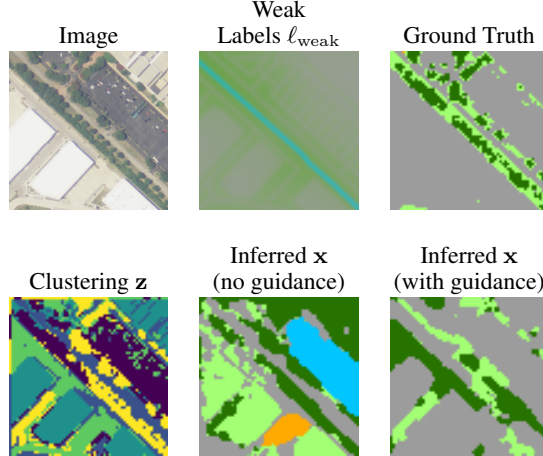 Image
Weak
Labels ℓweak
Ground Truth
Clustering z
Inferred x
(no guidance)
Inferred x
(with guidance)